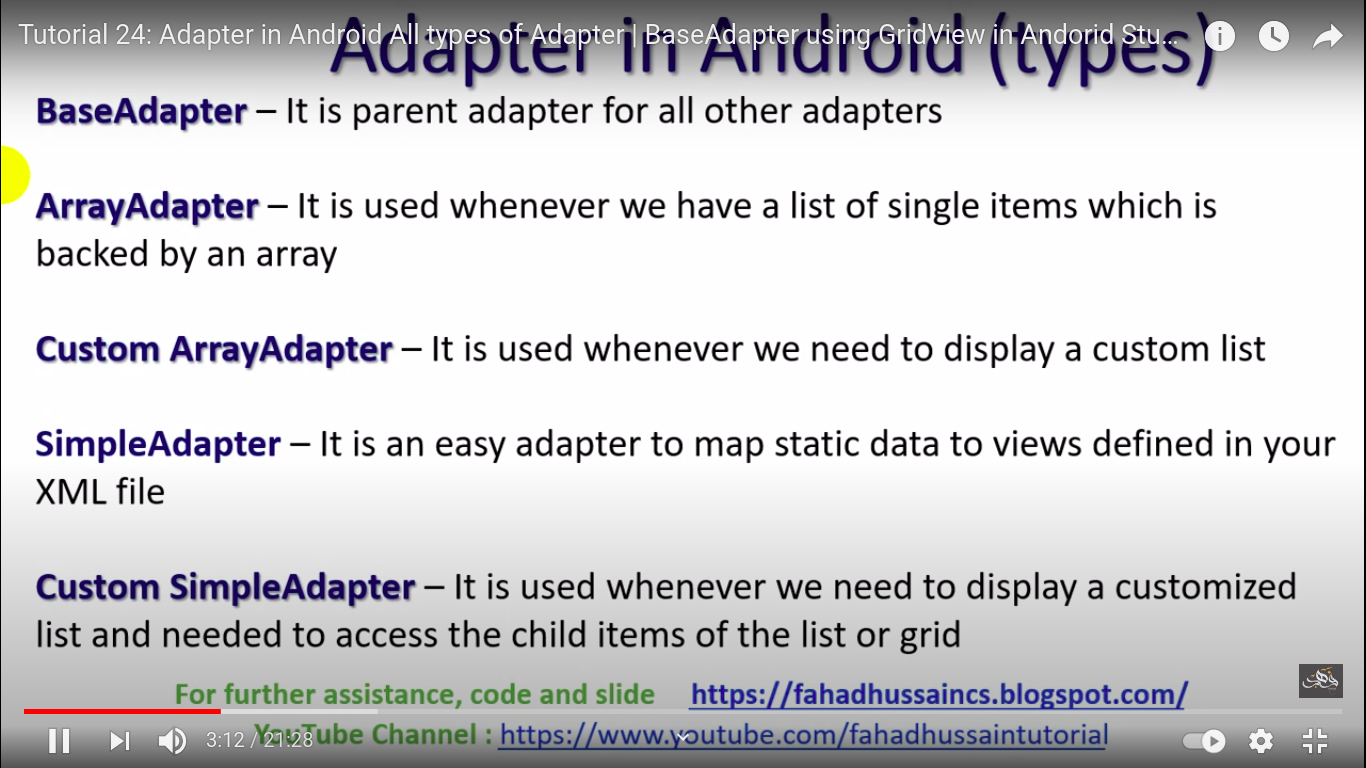 Tutorial 24: Adapter in Android All types of Adapter | BaseAdapter using GridView in Andorid Stu...
Adapter in Android (types)
BaseAdapter – It is parent adapter for all other adapters
ArrayAdapter – It is used whenever we have a list of single items which is
backed by an array
Custom ArrayAdapter – It is used whenever we need to display a custom list
SimpleAdapter – It is an easy adapter to map static data to views defined in your
XML file
Custom SimpleAdapter – It is used whenever we need to display a customized
list and needed to access the child items of the list or grid
For further assistance, code and slide https://fahadhussaincs.blogspot.com/
YouTube Channel : https://www.youtube.com/fahadhussaintutorial
3:12 / 21:28